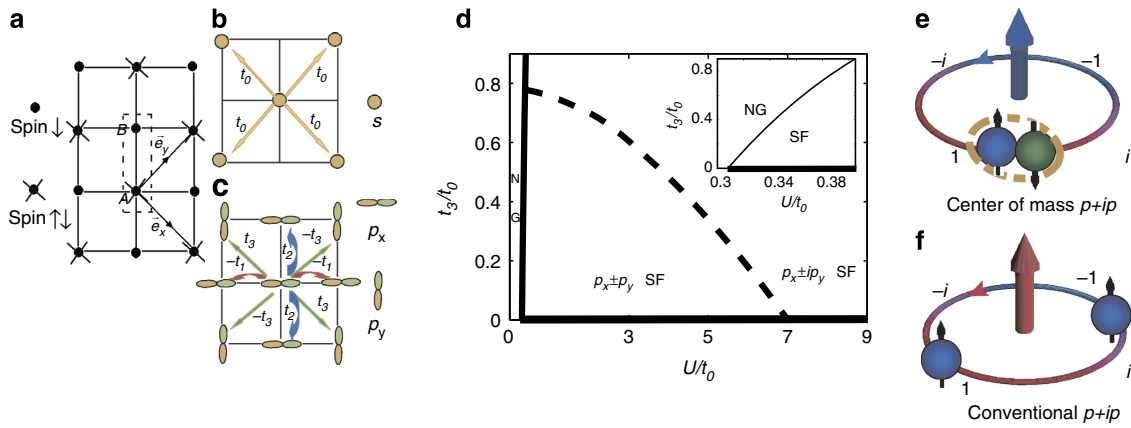 a
Spin ↓
Spin ↑↓
B
A
e⃗y
e⃗x
b
t0
t0
t0
t0
s
c
t3
t2
–t3
–t1
–t1
–t3
t2
t3
px
py
d
t3/t0
0.8
0.4
0.2
0
N
G
px±py SF
px±ipy SF
0
3
5
7
9
U/t0
t3/t0
0.8
0.4
0
NG
SF
0.3
0.34
0.38
U/t0
e
–i
–1
1
i
Center of mass p+ip
f
–i
–1
1
i
Conventional p+ip